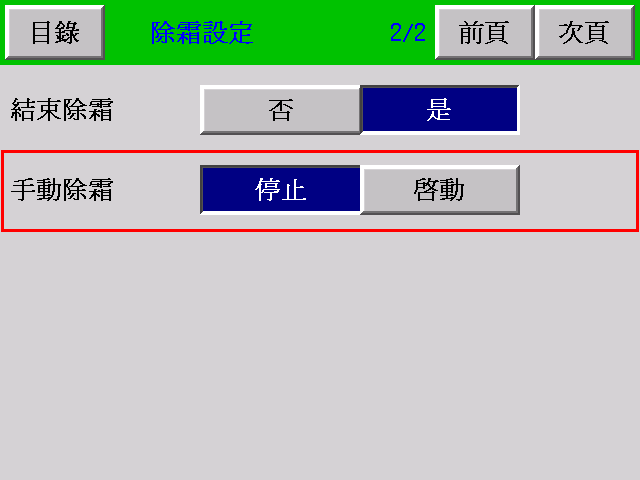 目錄 除霜設定 2/2 前頁 次頁
結束除霜 否 是
手動除霜 停止 啓動